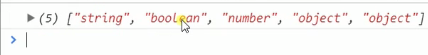 ▶(5) ["string", "boolean", "number", "object", "object"]
>